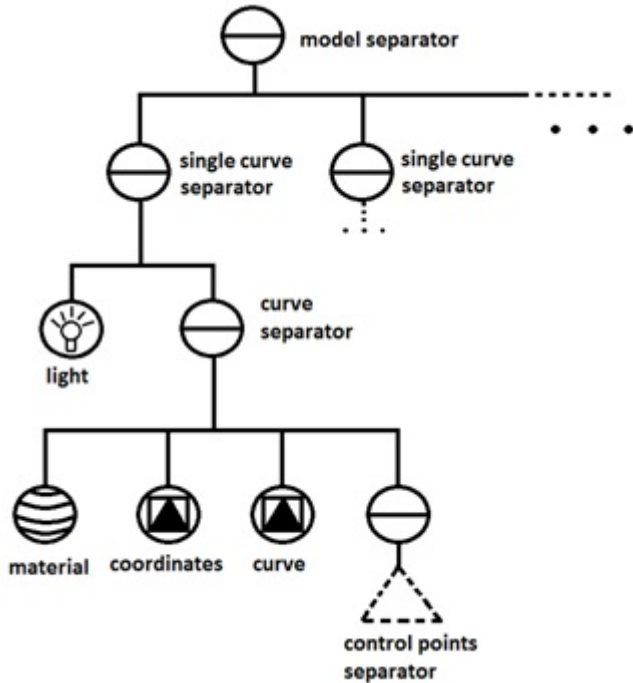 model separator
single curve
separator
single curve
separator
curve
separator
light
material
coordinates
curve
control points
separator